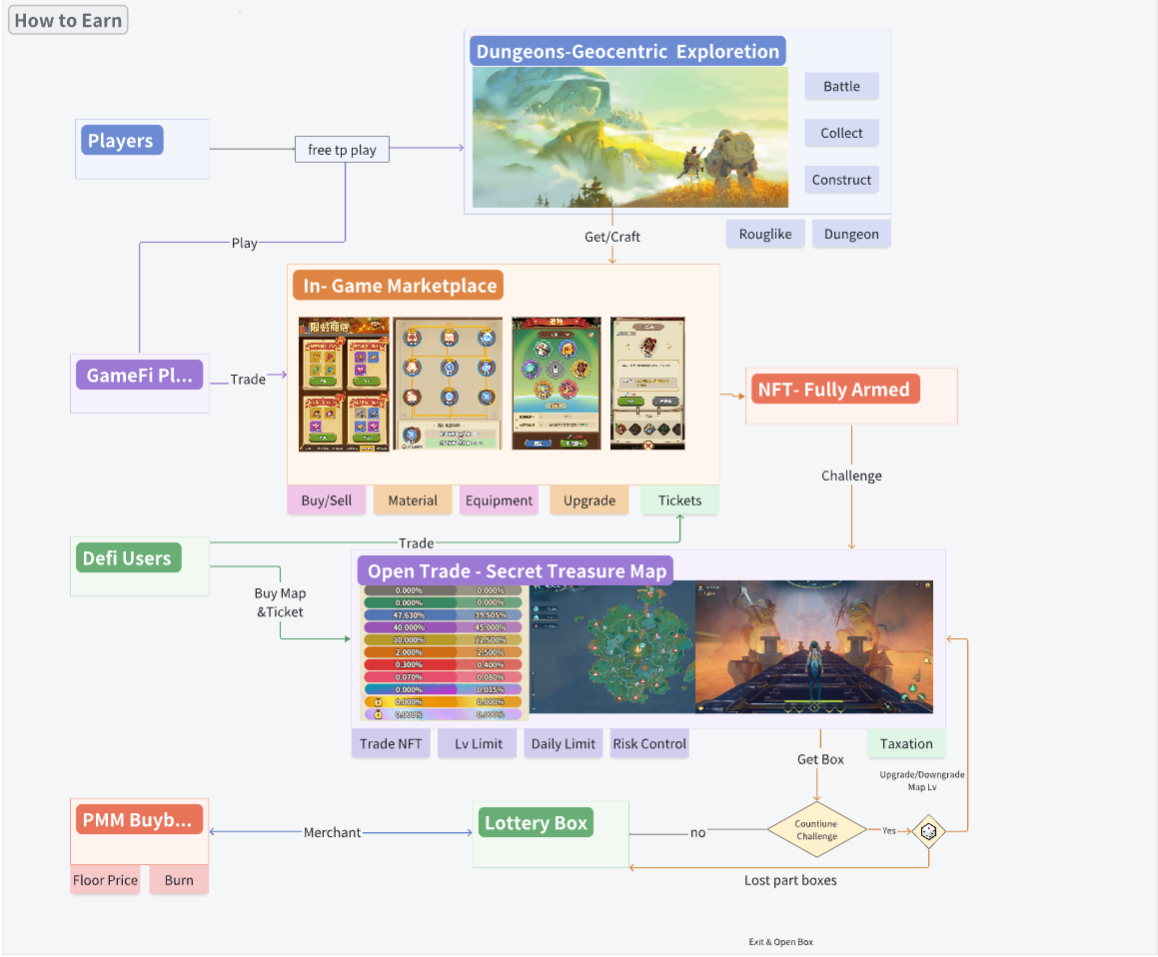 How to Earn
Dungeons-Geocentric Exploretion
Battle
Collect
Construct
Players
free tp play
Rouglike
Dungeon
Get/Craft
Play
In- Game Marketplace
限时商店
GameFi Pl...
Trade
NFT- Fully Armed
Challenge
Buy/Sell
Material
Equipment
Upgrade
Tickets
Trade
Defi Users
Buy Map
&Ticket
Open Trade - Secret Treasure Map
0.000% 0.000%
0.000% 0.000%
47.630% 39.505%
40.000% 45.000%
10.000% 12.500%
2.000% 2.500%
0.300% 0.400%
0.070% 0.080%
0.000% 0.015%
0.000% 0.000%
0.000% 0.000%
Trade NFT
Lv Limit
Daily Limit
Risk Control
Taxation
Get Box
Upgrade/Downgrade
Map Lv
PMM Buyb...
Merchant
Lottery Box
no
Countiune
Challenge
Yes
Floor Price
Burn
Lost part boxes
Exit & Open Box